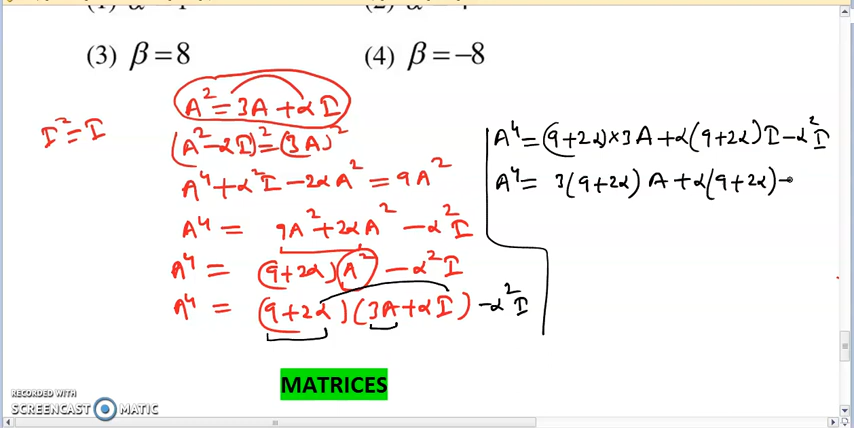 (3) β = 8
(4) β = −8
A² = 3A + αI
I² = I
(A² − αI)² = (3A)²
A⁴ + α²I − 2αA² = 9A²
A⁴ = 9A² + 2αA² − α²I
A⁴ = (9+2α)(A²) − α²I
A⁴ = (9+2α)(3A + αI) − α²I
A⁴ = (9+2α)×3A + α(9+2α)I − α²I
A⁴ = 3(9+2α)A + α(9+2α) −
MATRICES
RECORDED WITH
SCREENCAST MATIC